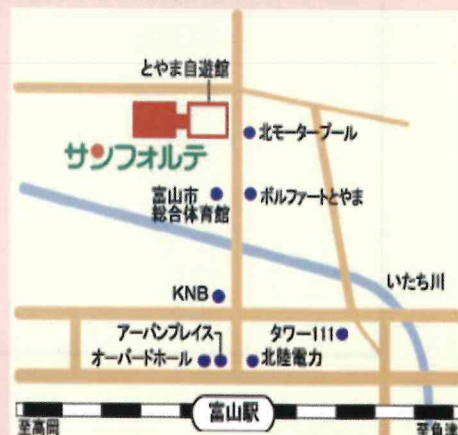 とやま自遊館
北モータープール
サンフォルテ
富山市
総合体育館
ボルファートとやま
いたち川
KNB
アーバンプレイス
タワー111
オーバードホール
北陸電力
富山駅
至高岡
至魚津